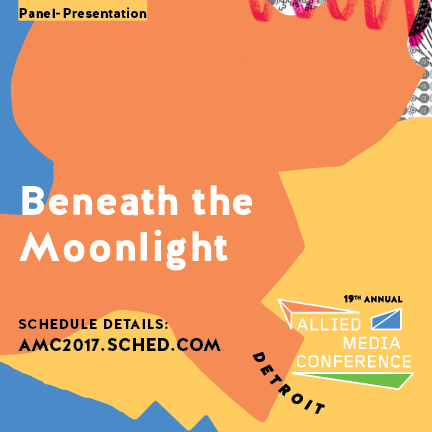 Panel- Presentation
Beneath the
Moonlight
SCHEDULE DETAILS:
AMC2017.SCHED.COM
19TH ANNUAL
ALLIED
MEDIA
CONFERENCE
DETROIT